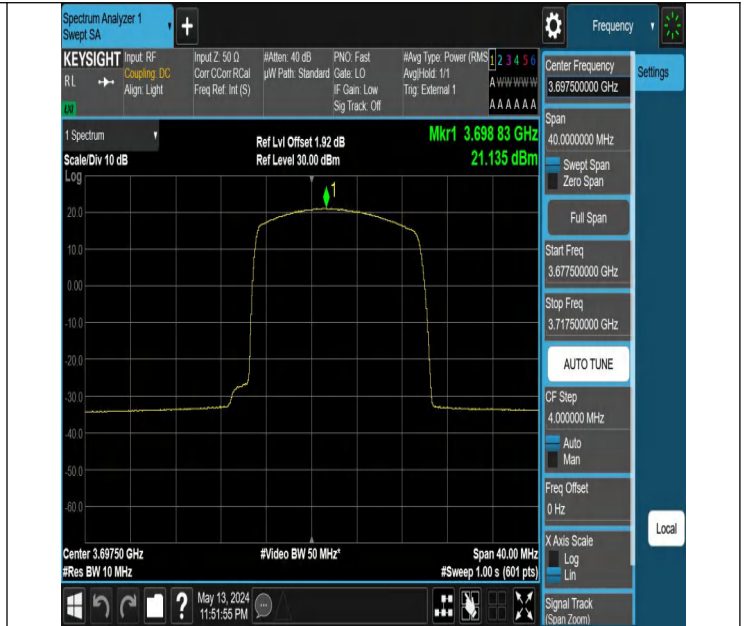 Spectrum Analyzer 1
Swept SA
+
Frequency
KEYSIGHT
RL
Input: RF
Coupling: DC
Align: Light
Input Z: 50 Ω
Corr CCorr RCal
Freq Ref: Int (S)
#Atten: 40 dB
µW Path: Standard
PNO: Fast
Gate: LO
IF Gain: Low
Sig Track: Off
#Avg Type: Power (RMS
Avg|Hold: 1/1
Trig: External 1
1 2 3 4 5 6
A W W W W W
A A A A A A
1 Spectrum
Scale/Div 10 dB
Log
Ref Lvl Offset 1.92 dB
Ref Level 30.00 dBm
Mkr1 3.698 83 GHz
21.135 dBm
1
20.0
10.0
0.00
-10.0
-20.0
-30.0
-40.0
-50.0
-60.0
Center 3.69750 GHz
#Res BW 10 MHz
#Video BW 50 MHz*
Span 40.00 MHz
#Sweep 1.00 s (601 pts)
?
May 13, 2024
11:51:55 PM
Center Frequency
3.697500000 GHz
Settings
Span
40.0000000 MHz
Swept Span
Zero Span
Full Span
Start Freq
3.677500000 GHz
Stop Freq
3.717500000 GHz
AUTO TUNE
CF Step
4.000000 MHz
Auto
Man
Freq Offset
0 Hz
X Axis Scale
Log
Lin
Signal Track
(Span Zoom)
Local